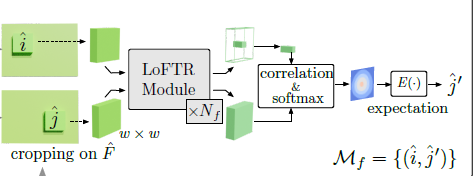 î
LoFTR
Module
×N_f
correlation
&
softmax
E(·)
ĵ′
expectation
ĵ
w × w
cropping on F̂
M_f = {(î, ĵ′)}